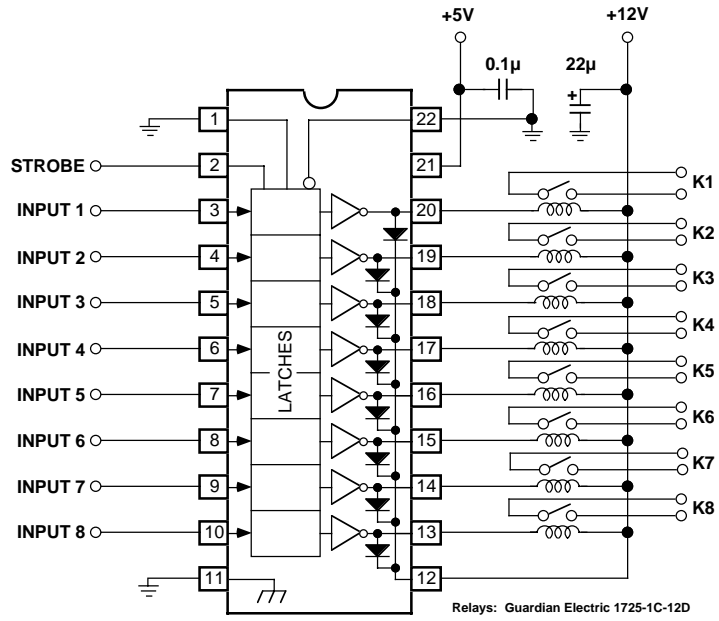 +5V
+12V
0.1µ
22µ
+
1
22
STROBE
2
21
INPUT 1
3
20
K1
INPUT 2
4
19
K2
INPUT 3
5
18
K3
INPUT 4
6
17
K4
LATCHES
INPUT 5
7
16
K5
INPUT 6
8
15
K6
INPUT 7
9
14
K7
INPUT 8
10
13
K8
11
12
Relays: Guardian Electric 1725-1C-12D